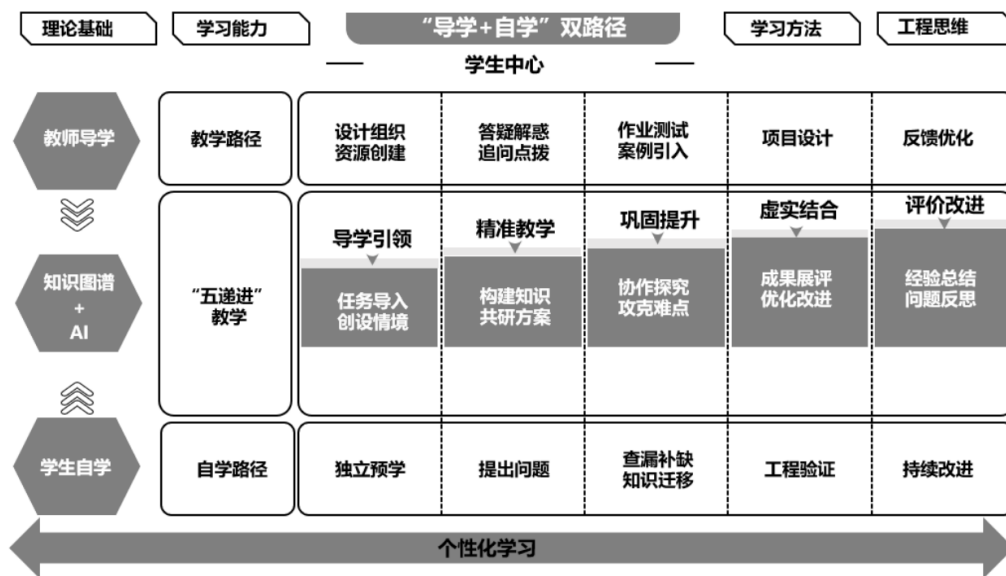 理论基础
学习能力
“导学+自学”双路径
学习方法
工程思维
学生中心
教师导学
教学路径
设计组织
资源创建
答疑解惑
追问点拨
作业测试
案例引入
项目设计
反馈优化
知识图谱
+
AI
“五递进”
教学
导学引领
任务导入
创设情境
精准教学
构建知识
共研方案
巩固提升
协作探究
攻克难点
虚实结合
成果展评
优化改进
评价改进
经验总结
问题反思
学生自学
自学路径
独立预学
提出问题
查漏补缺
知识迁移
工程验证
持续改进
个性化学习